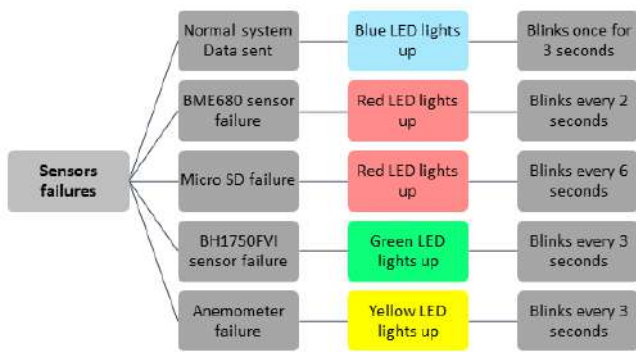 Normal system
Data sent
Blue LED lights
up
Blinks once for
3 seconds
BME680 sensor
failure
Red LED lights
up
Blinks every 2
seconds
Sensors
failures
Micro SD failure
Red LED lights
up
Blinks every 6
seconds
BH1750FVI
sensor failure
Green LED
lights up
Blinks every 3
seconds
Anemometer
failure
Yellow LED
lights up
Blinks every 3
seconds